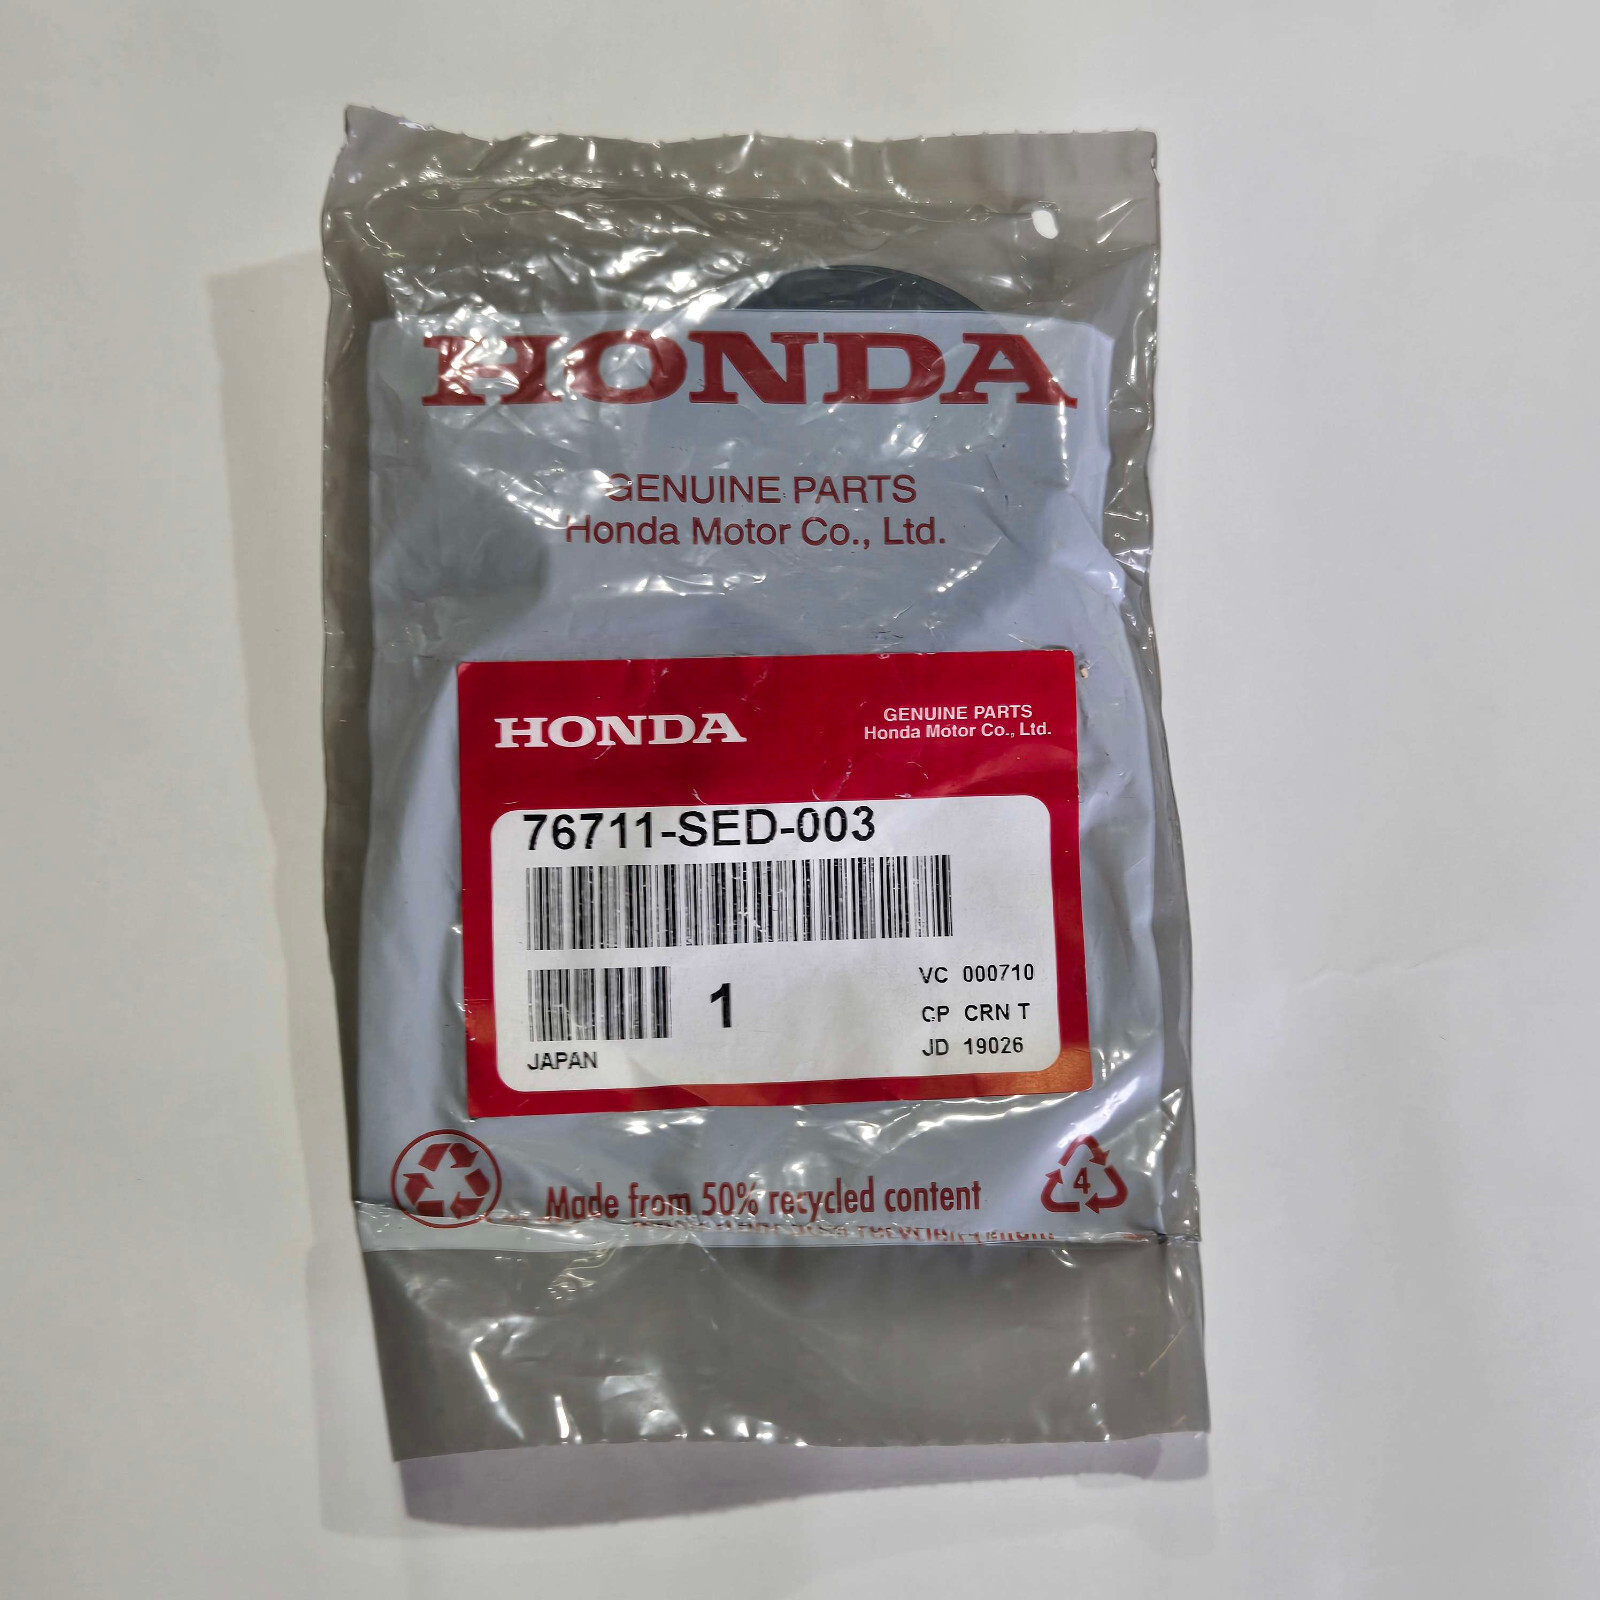 HONDA
GENUINE PARTS
Honda Motor Co., Ltd.
HONDA
GENUINE PARTS
Honda Motor Co., Ltd.
76711-SED-003
1
VC 000710
CP CRN T
JD 19026
JAPAN
Made from 50% recycled content
4